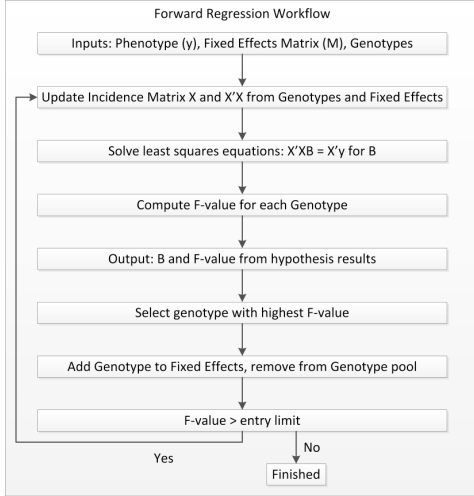 Forward Regression Workflow
Inputs: Phenotype (y), Fixed Effects Matrix (M), Genotypes
Update Incidence Matrix X and X’X from Genotypes and Fixed Effects
Solve least squares equations: X’XB = X’y for B
Compute F-value for each Genotype
Output: B and F-value from hypothesis results
Select genotype with highest F-value
Add Genotype to Fixed Effects, remove from Genotype pool
F-value > entry limit
Yes
No
Finished